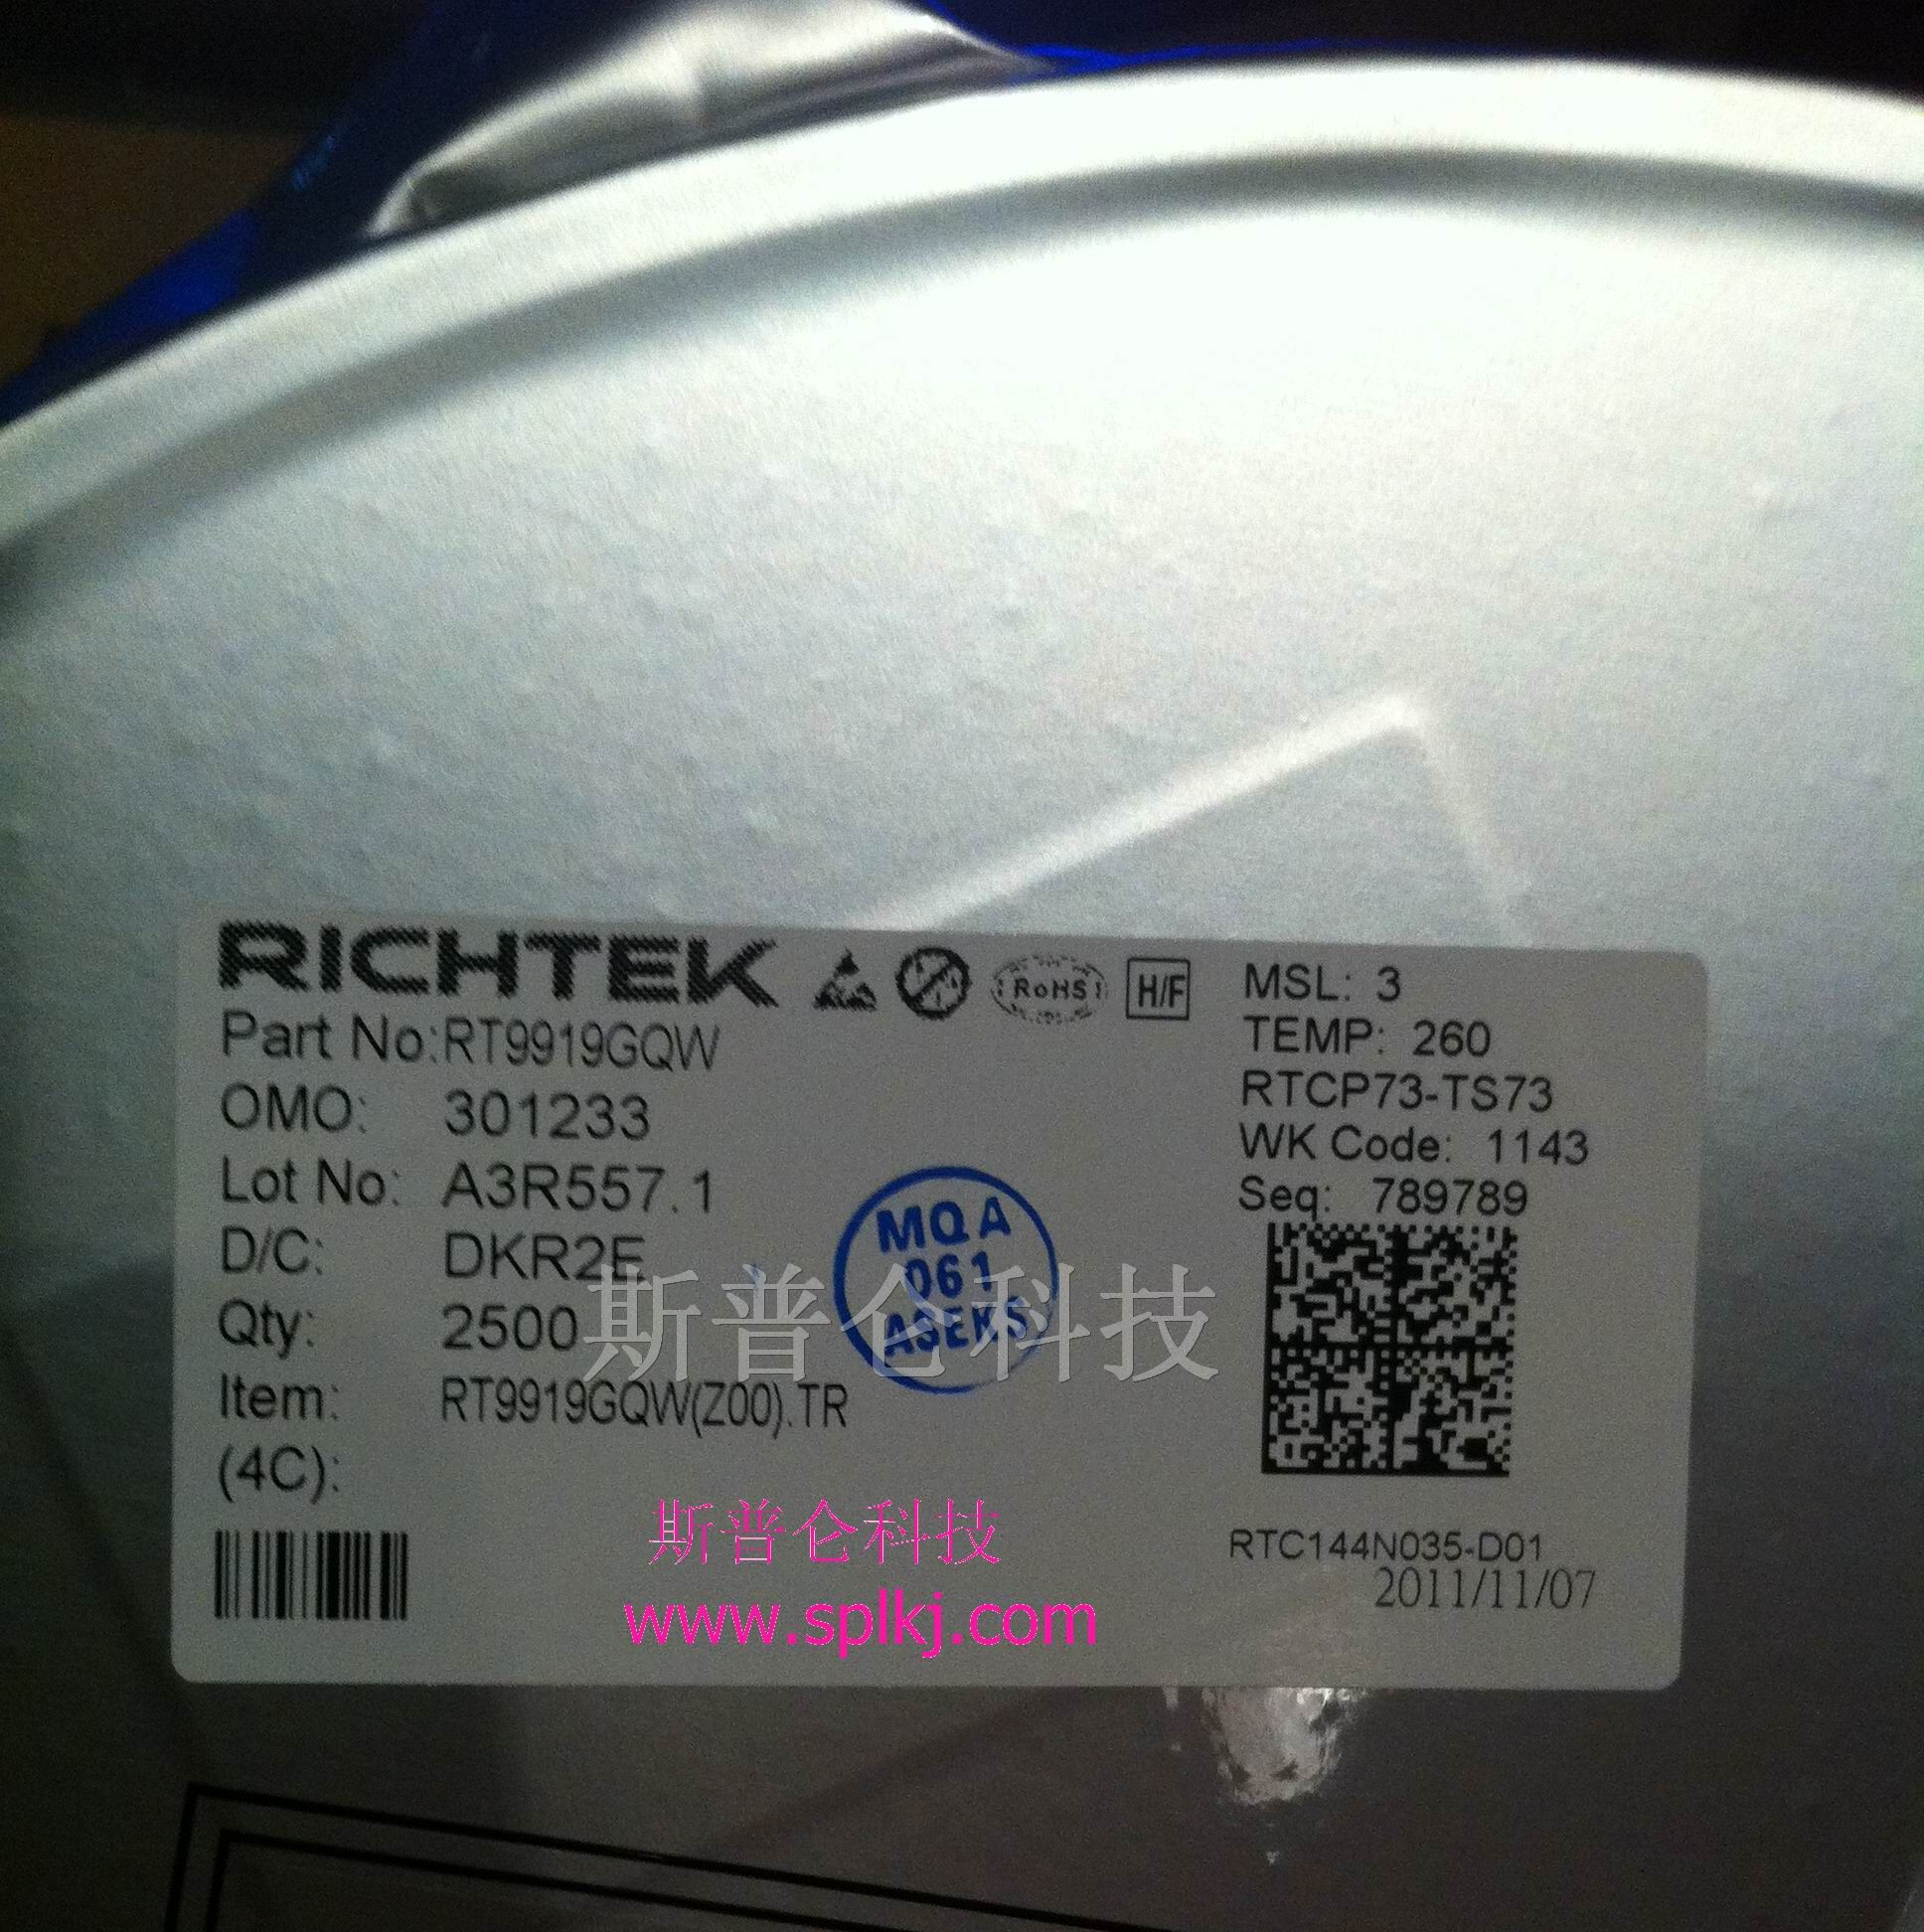 RICHTEK
RoHS
H/F
Part No:RT9919GQW
OMO: 301233
Lot No: A3R557.1
D/C: DKR2E
Qty: 2500
Item: RT9919GQW(Z00).TR
(4C):
MSL: 3
TEMP: 260
RTCP73-TS73
WK Code: 1143
Seq: 789789
MQA
061
ASEKS
斯普仑科技
RTC144N035-D01
2011/11/07
斯普仑科技
www.splkj.com